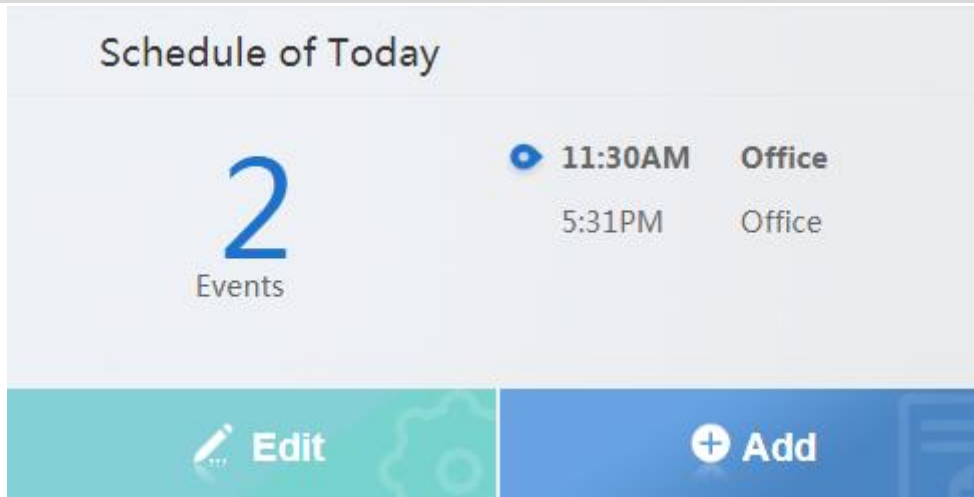 Schedule of Today
2
Events
11:30AM Office
5:31PM Office
Edit
Add